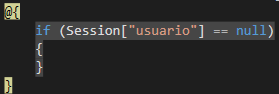 @{
if (Session["usuario"] == null)
{
}
}